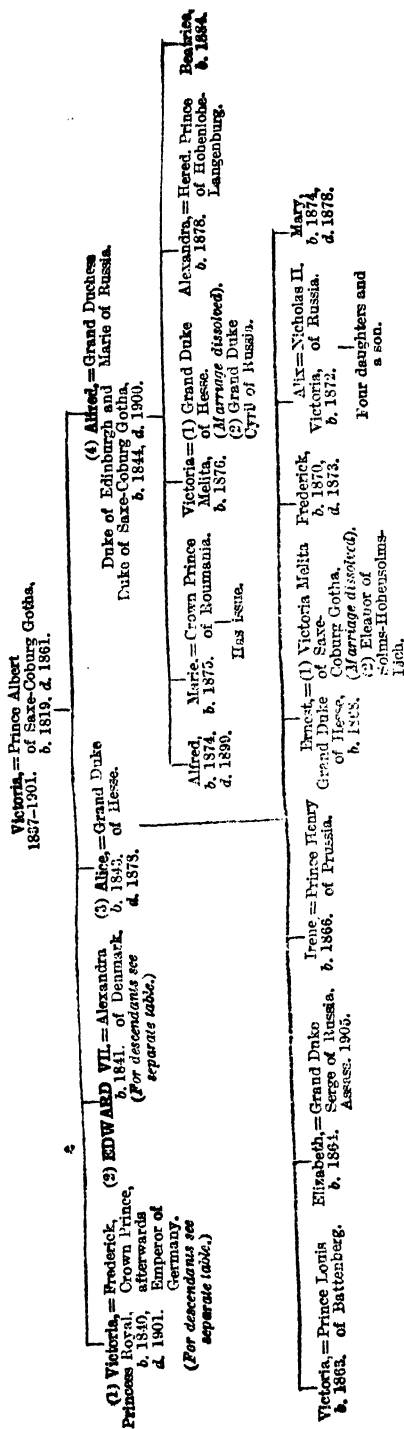 Victoria,=Prince Albert
1837–1901. of Saxe-Coburg Gotha,
b. 1819, d. 1861.
(1) Victoria,=Frederick,
Princess Royal, Crown Prince,
b. 1840, afterwards
d. 1901. Emperor of
Germany.
(For descendants see
separate table.)
(2) EDWARD VII.=Alexandra
b. 1841. of Denmark.
(For descendants see
separate table.)
(3) Alice,=Grand Duke
b. 1843, of Hesse.
d. 1878.
(4) Alfred,=Grand Duchess
Duke of Edinburgh and Marie of Russia.
Duke of Saxe-Coburg Gotha,
b. 1844, d. 1900.
Alfred,
b. 1874,
d. 1899.
Marie.=Crown Prince
b. 1875. of Roumania.
Has issue.
Victoria=(1) Grand Duke
Melita, of Hesse.
b. 1876. (Marriage dissolved).
(2) Grand Duke
Cyril of Russia.
Alexandra,=Hered. Prince
b. 1878. of Hohenlohe-
Langenburg.
Beatrice,
b. 1884.
Victoria,=Prince Louis
b. 1863. of Battenberg.
Elizabeth,=Grand Duke
b. 1864. Serge of Russia.
Assass. 1905.
Irene,=Prince Henry
b. 1866. of Prussia.
Ernest,=(1) Victoria Melita
Grand Duke of Saxe-
of Hesse, Coburg Gotha.
b. 1868. (Marriage dissolved).
(2) Eleanor of
Solms-Hohensolms-
Lich.
Frederick,
b. 1870,
d. 1873.
Alix=Nicholas II.
Victoria, of Russia.
b. 1872.
Four daughters and
a son.
Mary,
b. 1874,
d. 1878.